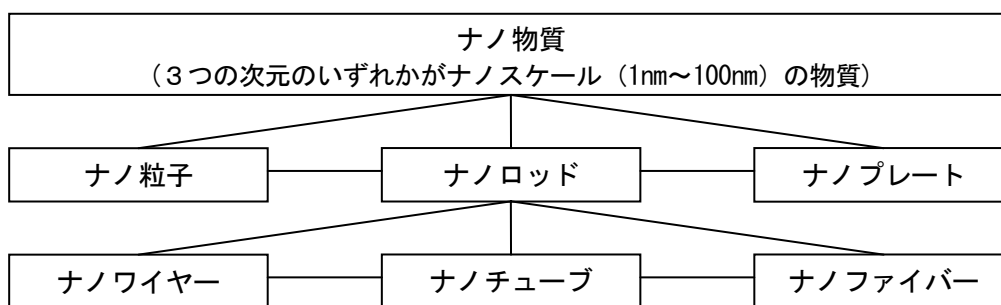 ナノ物質
（３つの次元のいずれかがナノスケール（1nm～100nm）の物質）
ナノ粒子
ナノロッド
ナノプレート
ナノワイヤー
ナノチューブ
ナノファイバー